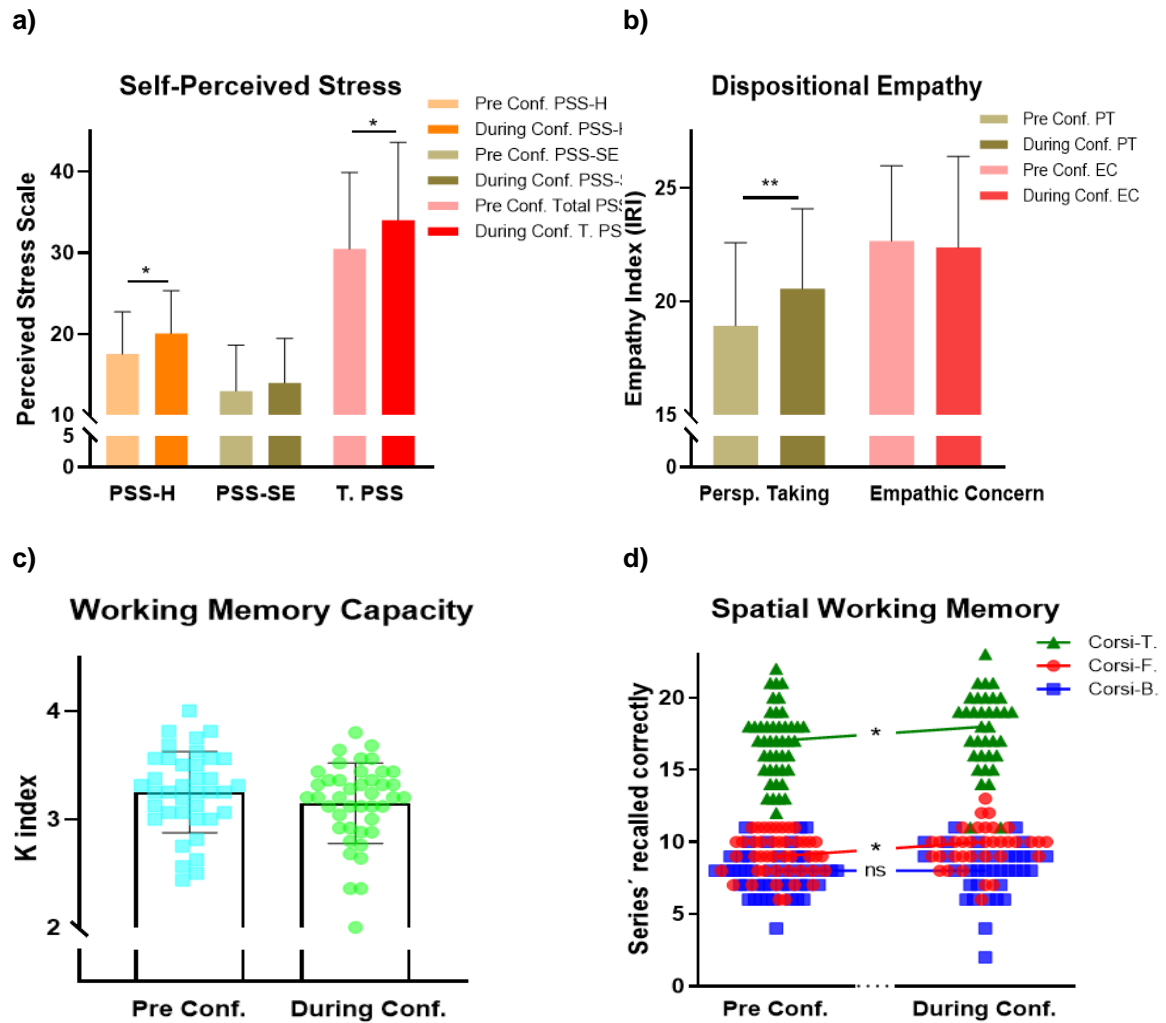 a)
Self-Perceived Stress
Pre Conf. PSS-H
During Conf. PSS-H
Pre Conf. PSS-SE
During Conf. PSS-
Pre Conf. Total PSS
During Conf. T. PS
*
*
Perceived Stress Scale
40
30
20
10
5
0
PSS-H PSS-SE T. PSS
b)
Dispositional Empathy
Pre Conf. PT
During Conf. PT
Pre Conf. EC
During Conf. EC
**
Empathy Index (IRI)
25
20
15
0
Persp. Taking Empathic Concern
c)
Working Memory Capacity
K index
4
3
2
Pre Conf. During Conf.
d)
Spatial Working Memory
Corsi-T.
Corsi-F.
Corsi-B.
Series´ recalled correctly
20
15
10
5
0
*
*
ns
Pre Conf. During Conf.